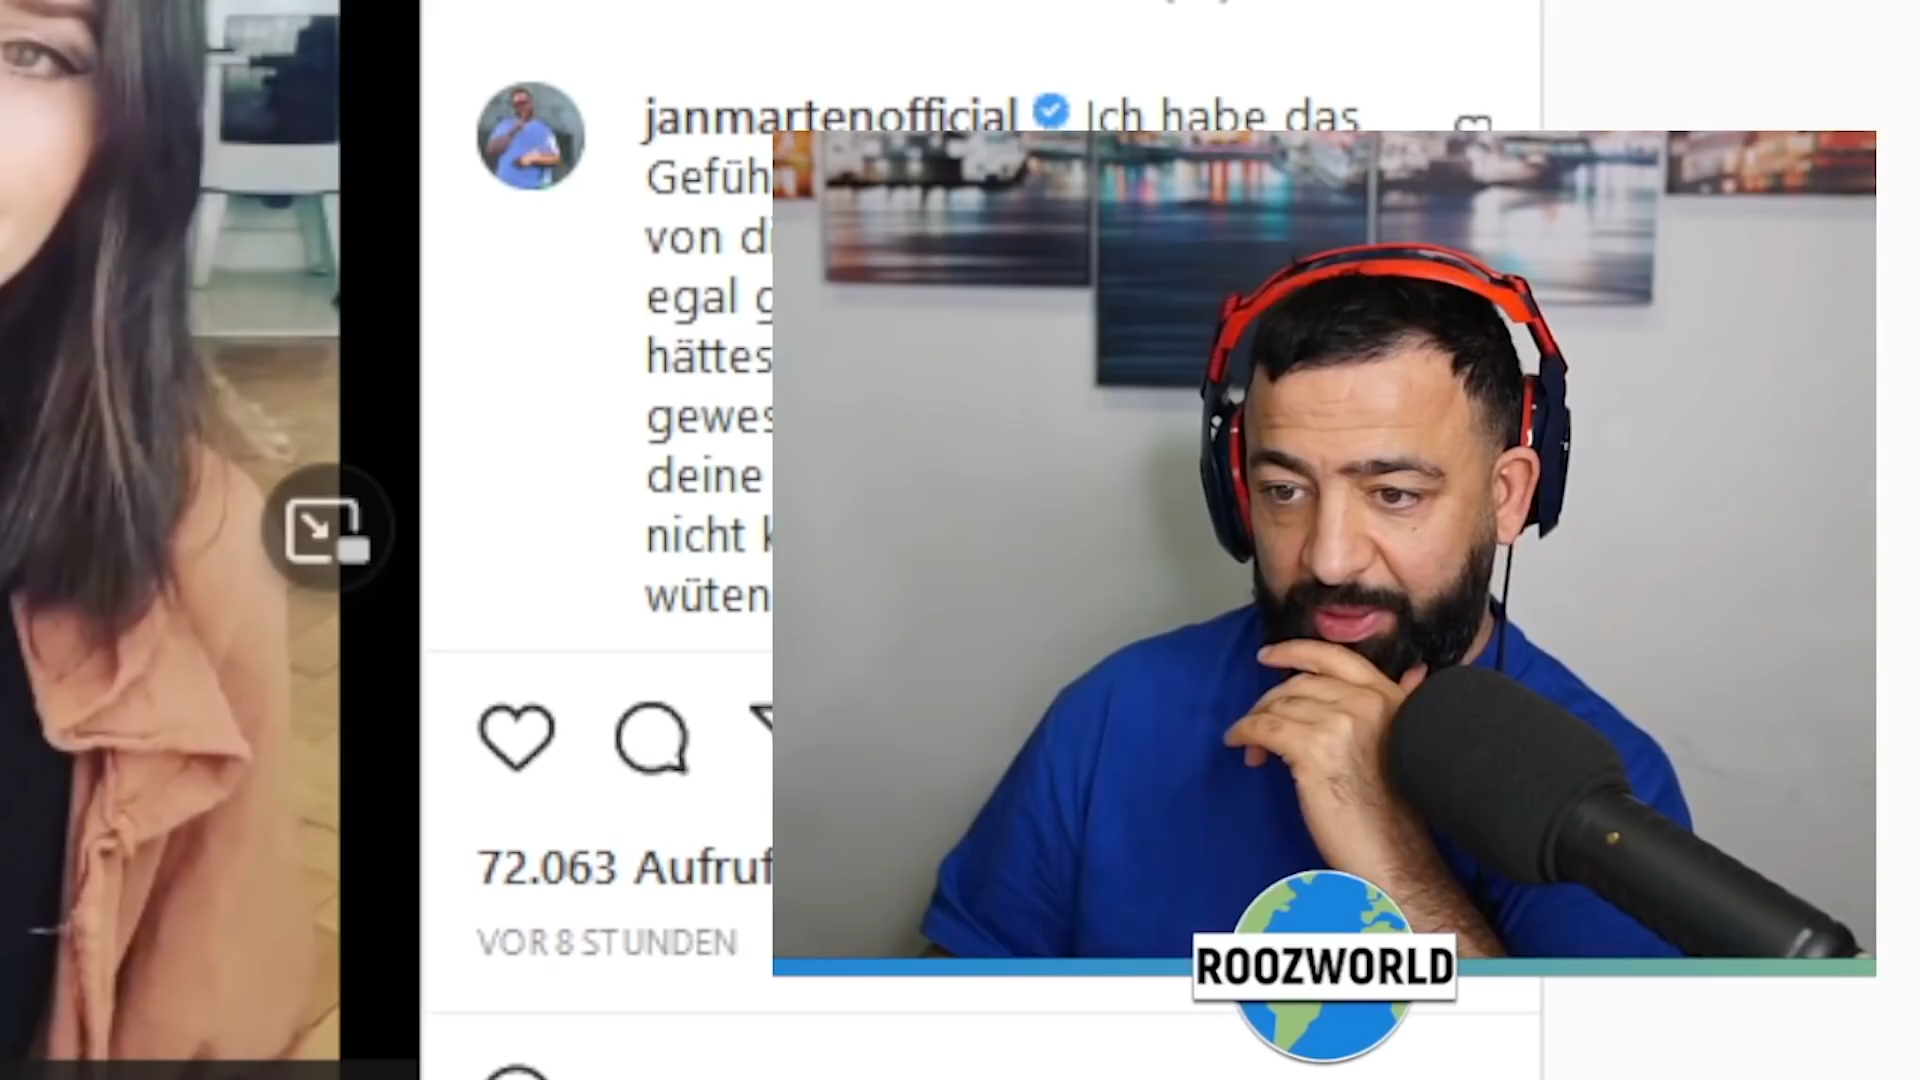 janmartenofficial Ich habe das
Gefüh
von di
egal g
hättes
gewes
deine
nicht k
wüten
72.063 Aufruf
VOR 8 STUNDEN
ROOZWORLD